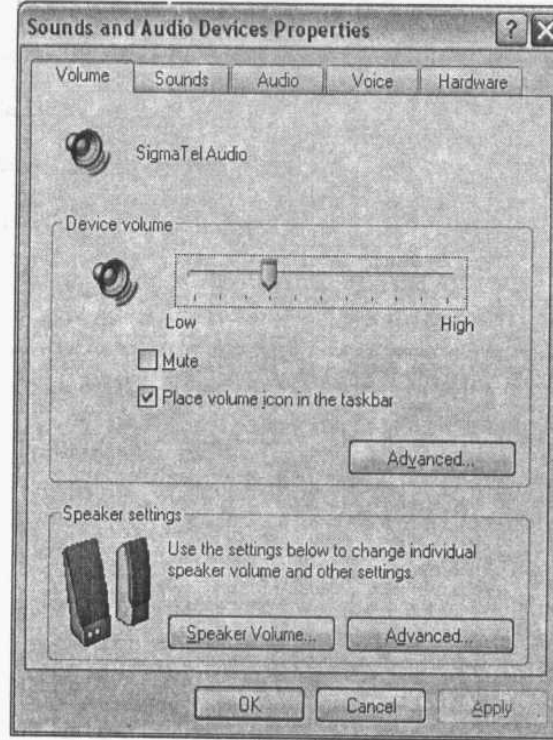 Sounds and Audio Devices Properties ? X
Volume Sounds Audio Voice Hardware
SigmaTel Audio
Device volume
Low High
Mute
Place volume icon in the taskbar
Advanced...
Speaker settings
Use the settings below to change individual
speaker volume and other settings.
Speaker Volume... Advanced...
OK Cancel Apply